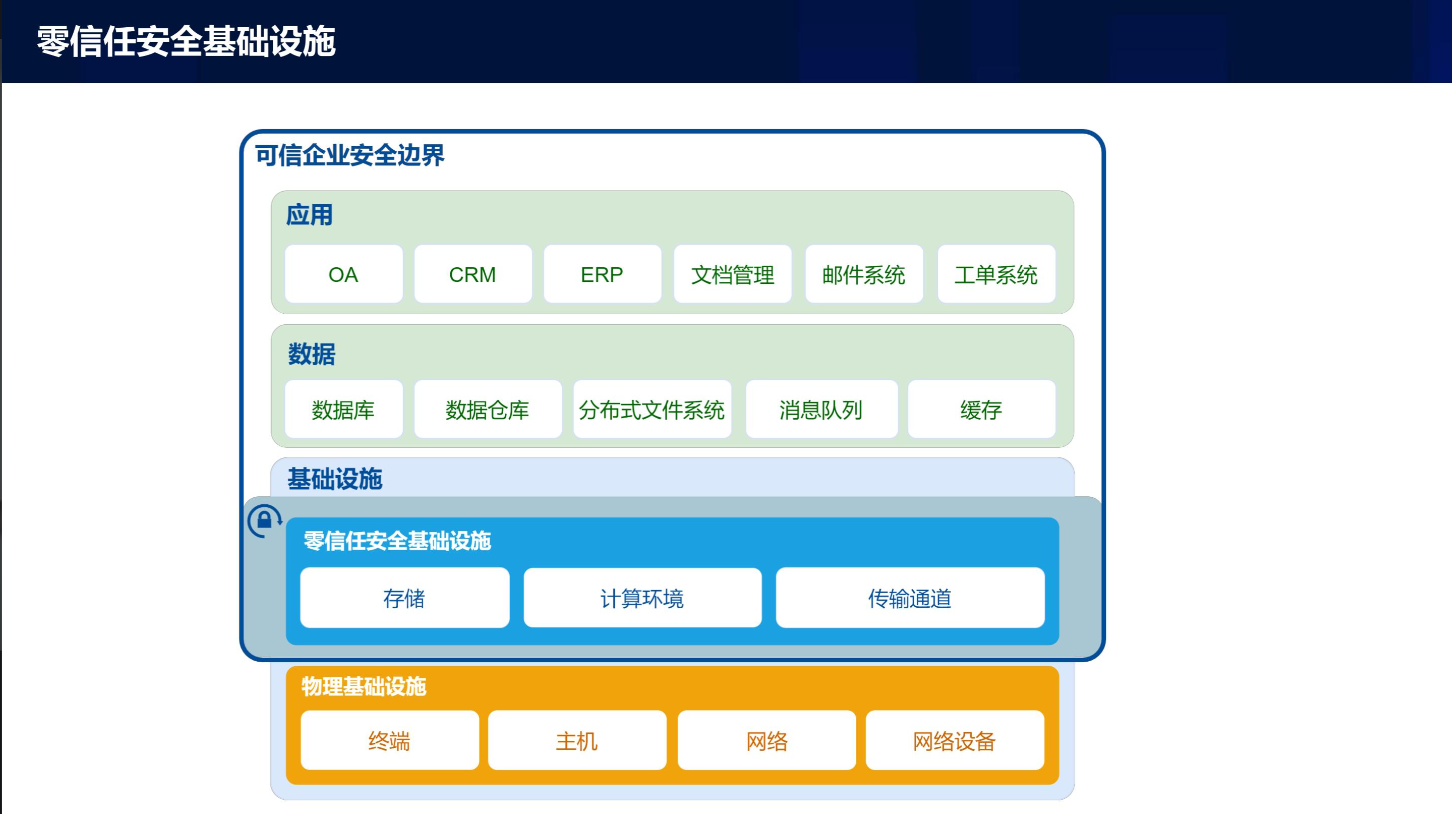 零信任安全基础设施
可信企业安全边界
应用
OA CRM ERP 文档管理 邮件系统 工单系统
数据
数据库 数据仓库 分布式文件系统 消息队列 缓存
基础设施
零信任安全基础设施
存储 计算环境 传输通道
物理基础设施
终端 主机 网络 网络设备